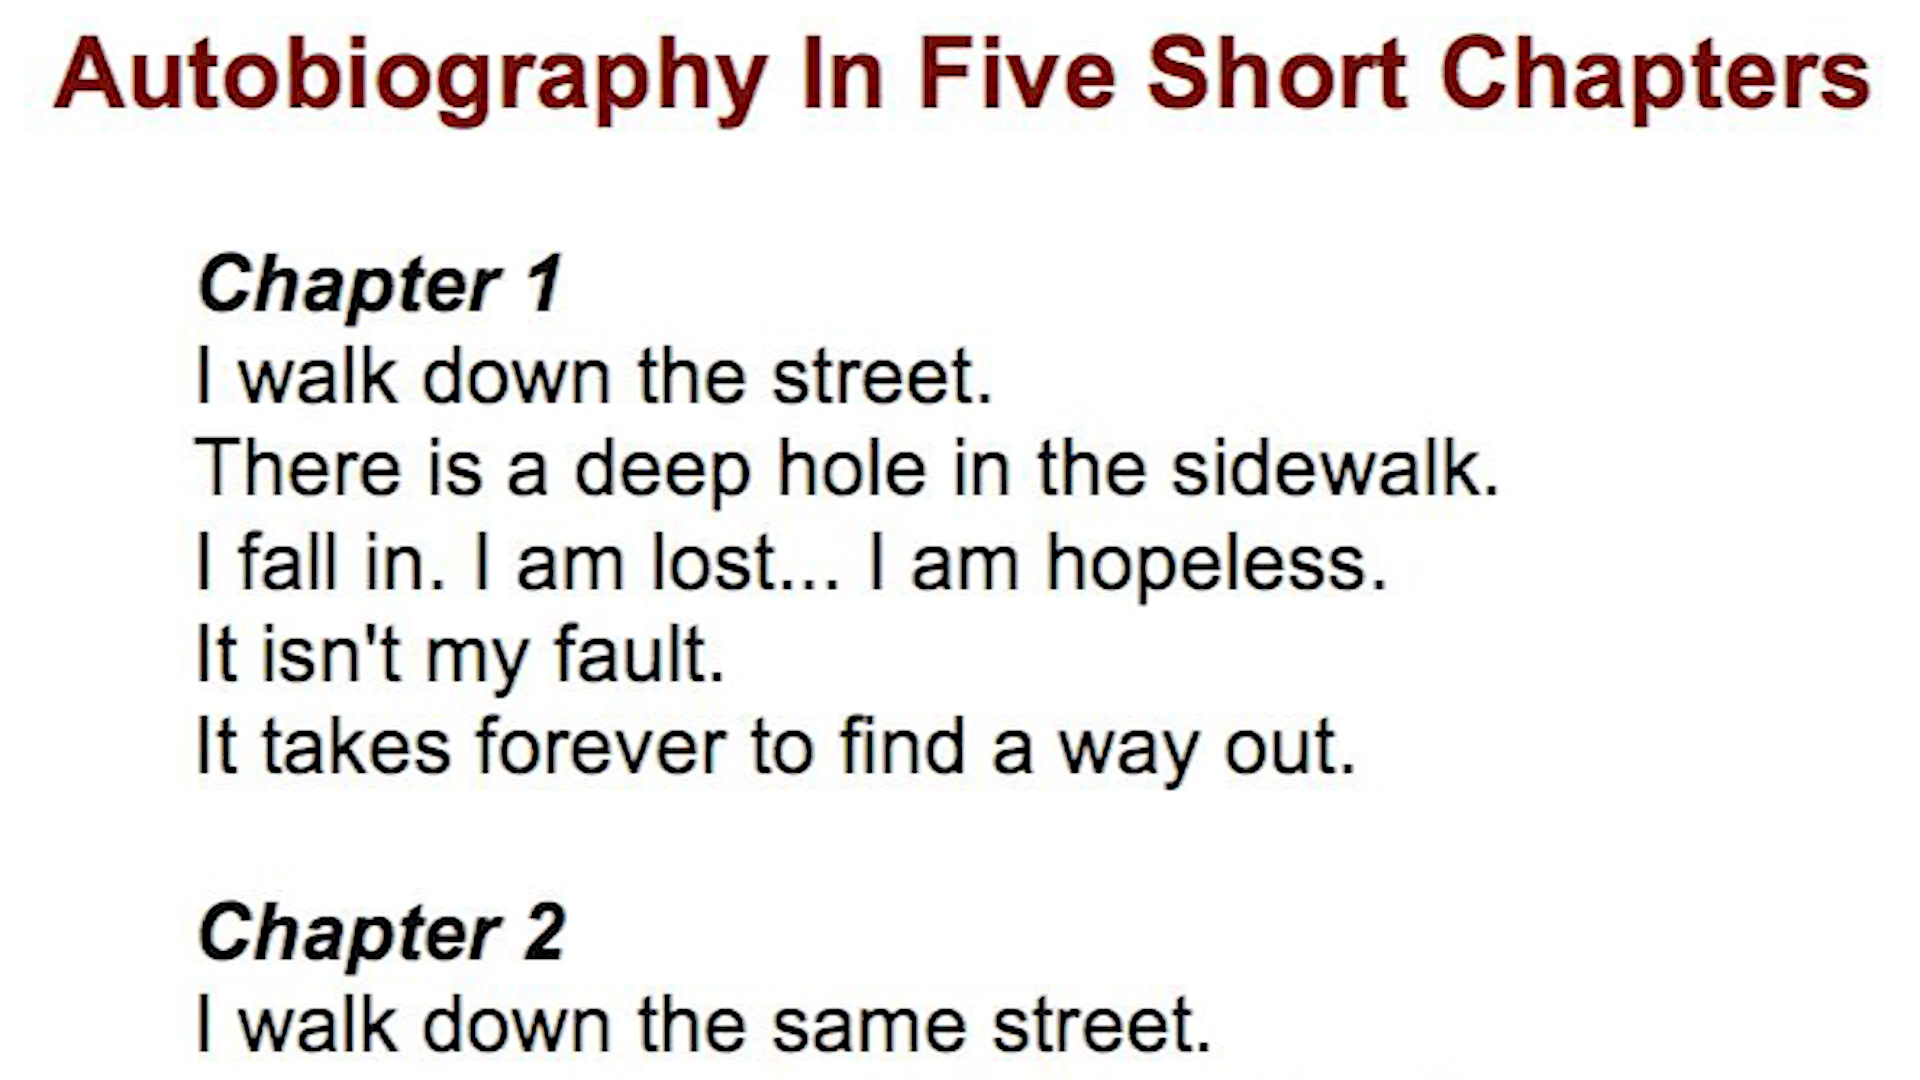 Autobiography In Five Short Chapters
Chapter 1
I walk down the street.
There is a deep hole in the sidewalk.
I fall in. I am lost... I am hopeless.
It isn't my fault.
It takes forever to find a way out.
Chapter 2
I walk down the same street.